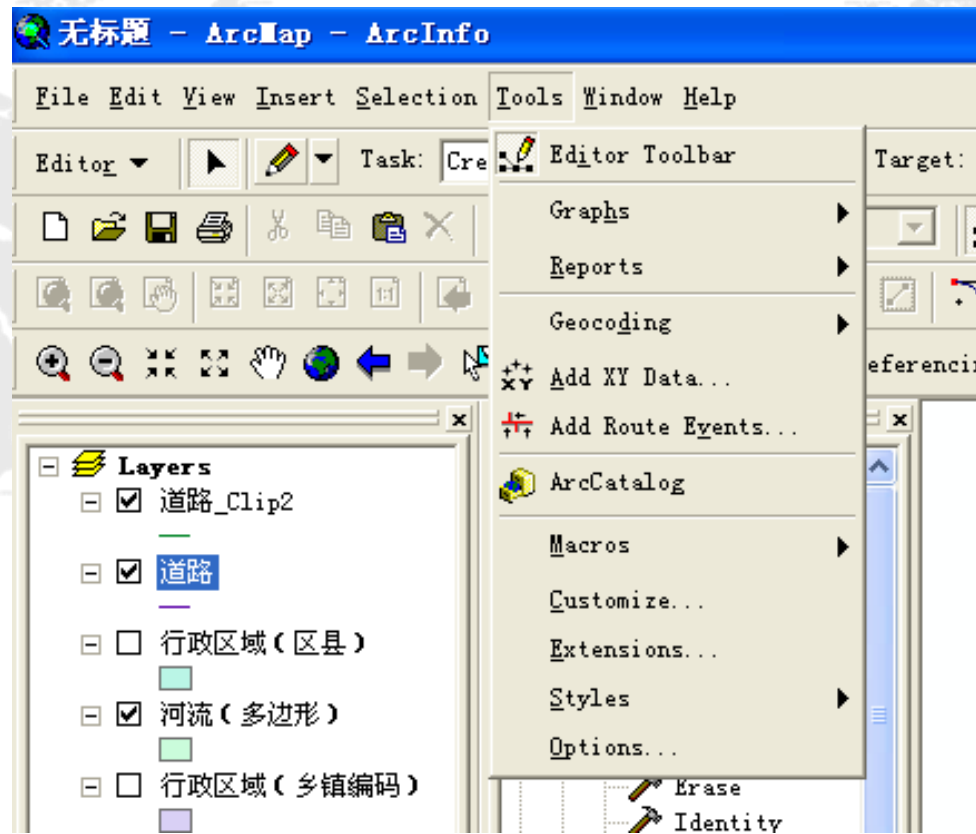 无标题 - ArcMap - ArcInfo
File Edit View Insert Selection Tools Window Help
Editor Task: Cre
Target:
Editor Toolbar
Graphs
Reports
Geocoding
Add XY Data...
Add Route Events...
ArcCatalog
Macros
Customize...
Extensions...
Styles
Options...
1:1
eferencin
Layers
道路_Clip2
道路
行政区域(区县)
河流(多边形)
行政区域(乡镇编码)
Erase
Identity